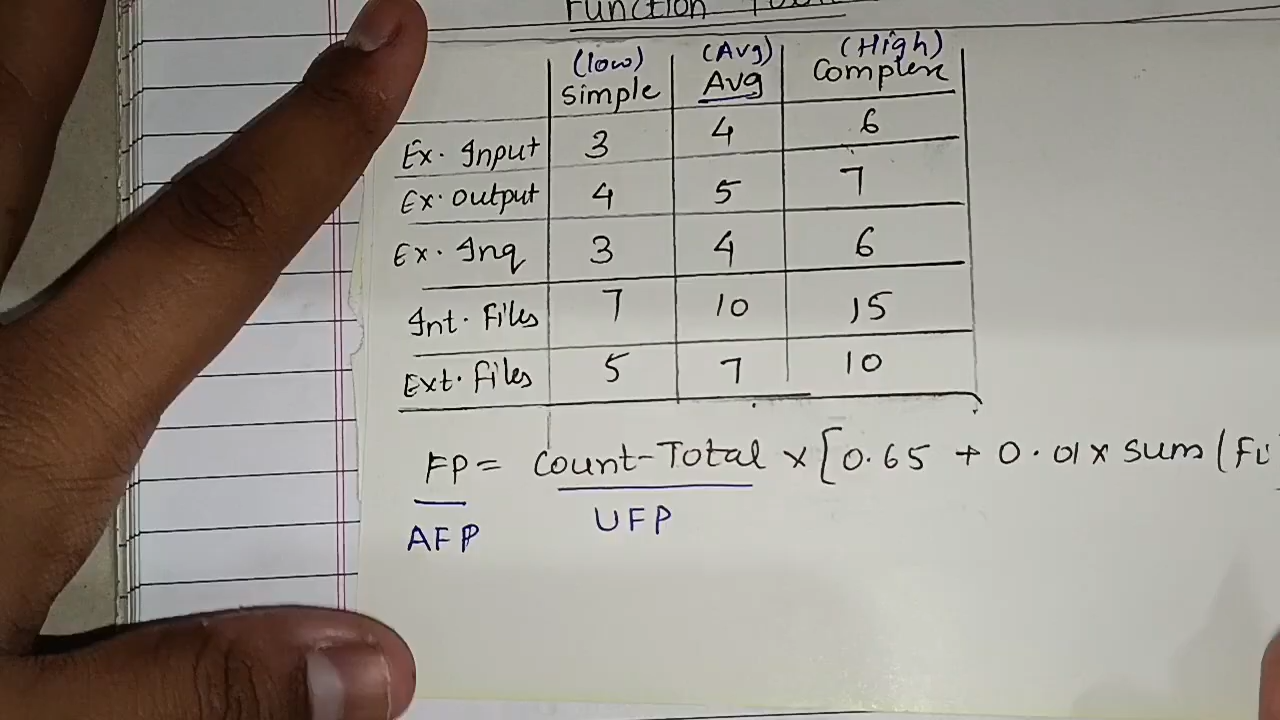 Function
(low) (Avg) (High)
Simple Avg Complex
Ex. Input 3 4 6
Ex. Output 4 5 7
Ex. Inq 3 4 6
Int. Files 7 10 15
Ext. Files 5 7 10
FP = Count-Total × [0.65 + 0.01 × Sum (Fi
AFP UFP